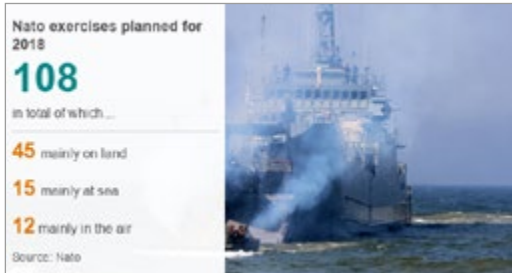 Nato exercises planned for
2018
108
in total of which...
45 mainly on land
15 mainly at sea
12 mainly in the air
Source: Nato